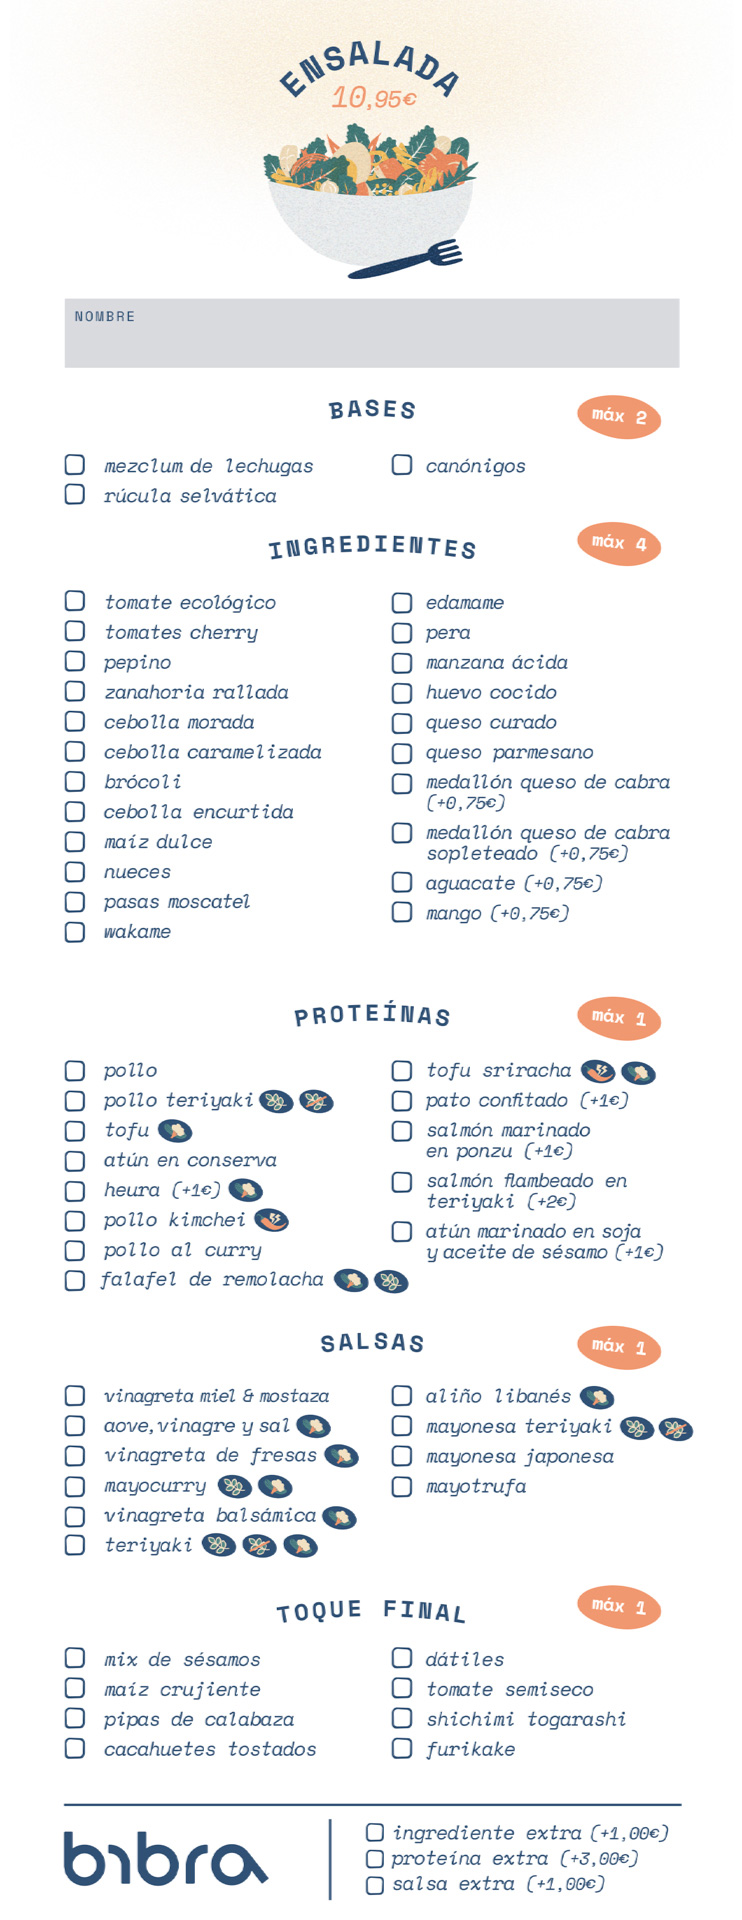 ENSALADA
10,95€
NOMBRE
BASES
máx 2
mezclum de lechugas
rúcula selvática
canónigos
INGREDIENTES
máx 4
tomate ecológico
tomates cherry
pepino
zanahoria rallada
cebolla morada
cebolla caramelizada
brócoli
cebolla encurtida
maíz dulce
nueces
pasas moscatel
wakame
edamame
pera
manzana ácida
huevo cocido
queso curado
queso parmesano
medallón queso de cabra
(+0,75€)
medallón queso de cabra
sopleteado (+0,75€)
aguacate (+0,75€)
mango (+0,75€)
PROTEÍNAS
máx 1
pollo
pollo teriyaki
tofu
atún en conserva
heura (+1€)
pollo kimchei
pollo al curry
falafel de remolacha
tofu sriracha
pato confitado (+1€)
salmón marinado
en ponzu (+1€)
salmón flambeado en
teriyaki (+2€)
atún marinado en soja
y aceite de sésamo (+1€)
SALSAS
máx 1
vinagreta miel & mostaza
aove, vinagre y sal
vinagreta de fresas
mayocurry
vinagreta balsámica
teriyaki
aliño libanés
mayonesa teriyaki
mayonesa japonesa
mayotrufa
TOQUE FINAL
máx 1
mix de sésamos
maíz crujiente
pipas de calabaza
cacahuetes tostados
dátiles
tomate semiseco
shichimi togarashi
furikake
bibra
ingrediente extra (+1,00€)
proteína extra (+3,00€)
salsa extra (+1,00€)